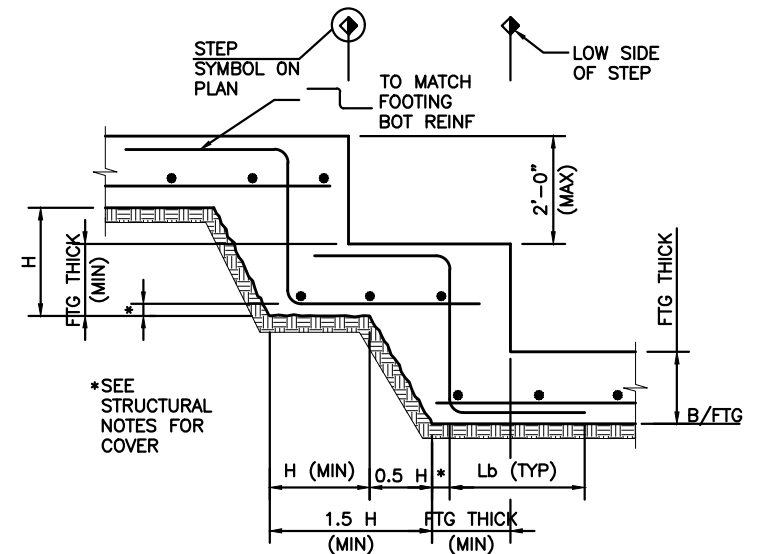 STEP
SYMBOL ON
PLAN
TO MATCH
FOOTING
BOT REINF
LOW SIDE
OF STEP
2'-0"
(MAX)
H
FTG THICK
(MIN)
*
FTG THICK
*SEE
STRUCTURAL
NOTES FOR
COVER
B/FTG
H (MIN)
0.5 H
*
Lb (TYP)
1.5 H
(MIN)
FTG THICK
(MIN)